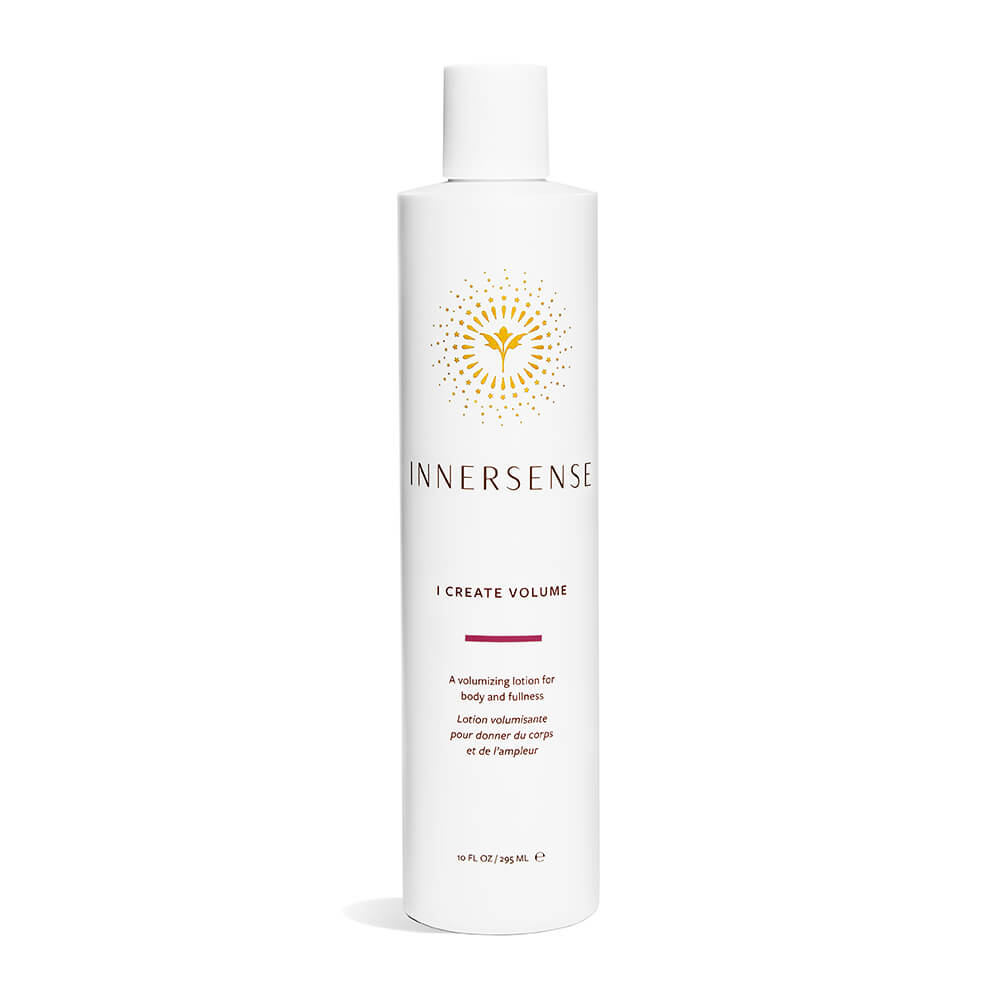 INNERSENSE
I CREATE VOLUME
A volumizing lotion for
body and fullness
Lotion volumisante
pour donner du corps
et de l'ampleur
10 FL OZ / 295 ML ℮